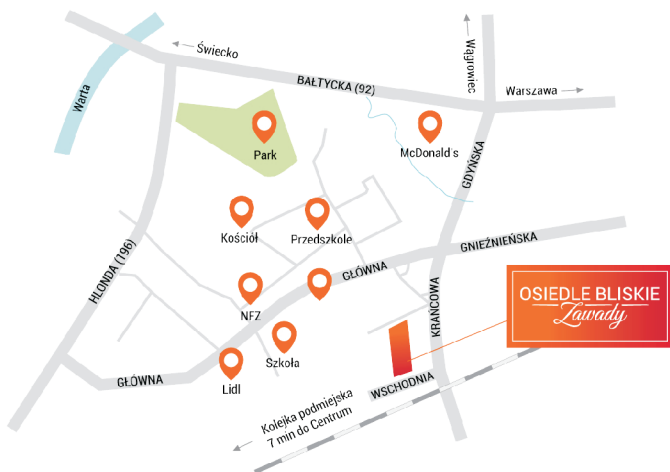 Świecko
Wągrowiec
Warszawa
BAŁTYCKA (92)
Warta
Park
McDonald's
GDYŃSKA
Kościół
Przedszkole
GNIEŹNIEŃSKA
HLONDA (196)
GŁÓWNA
NFZ
KRAŃCOWA
OSIEDLE BLISKIE
Zawady
Szkoła
GŁÓWNA
Lidl
WSCHODNIA
Kolejka podmiejska
7 min do Centrum